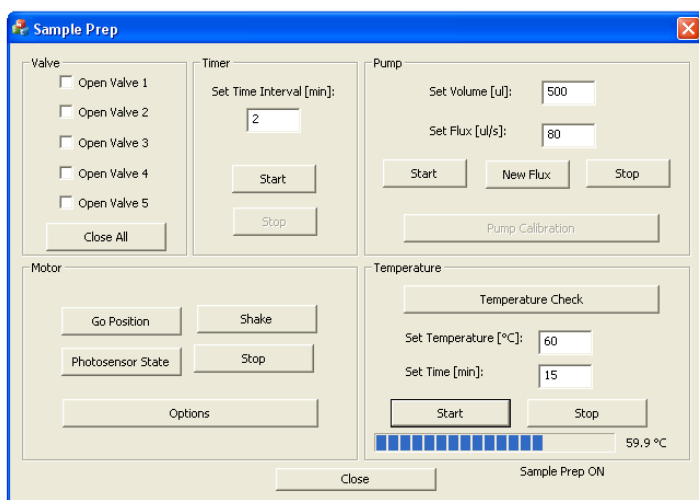 Sample Prep
Valve
Open Valve 1
Open Valve 2
Open Valve 3
Open Valve 4
Open Valve 5
Close All
Timer
Set Time Interval [min]:
2
Start
Stop
Pump
Set Volume [ul]: 500
Set Flux [ul/s]: 80
Start New Flux Stop
Pump Calibration
Motor
Go Position Shake
Photosensor State Stop
Options
Temperature
Temperature Check
Set Temperature [°C]: 60
Set Time [min]: 15
Start Stop
59.9 °C
Close
Sample Prep ON